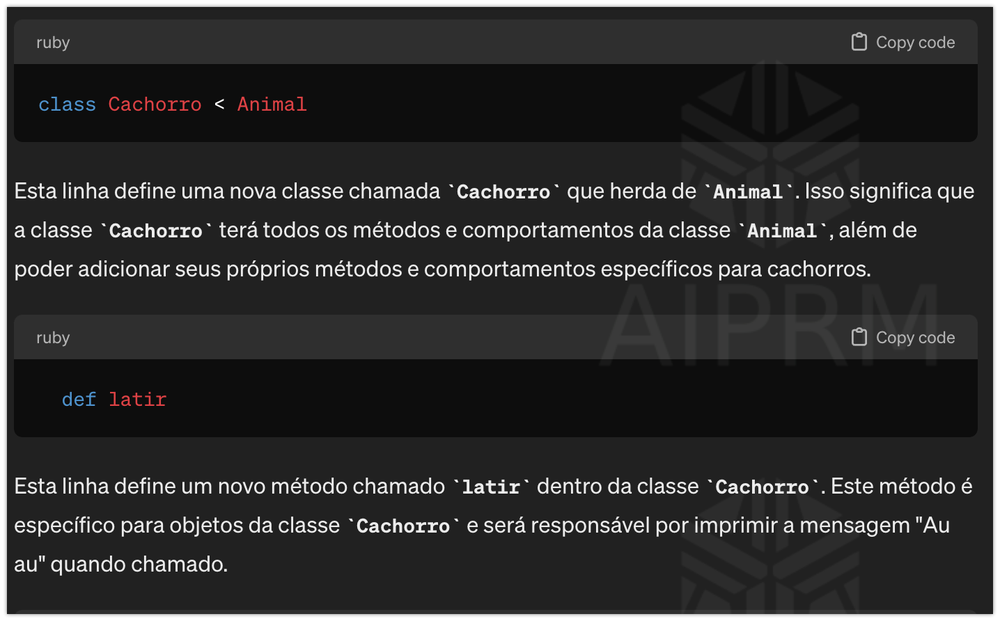 ruby Copy code
class Cachorro < Animal
Esta linha define uma nova classe chamada `Cachorro` que herda de `Animal`. Isso significa que
a classe `Cachorro` terá todos os métodos e comportamentos da classe `Animal`, além de
poder adicionar seus próprios métodos e comportamentos específicos para cachorros.
AIPRM
ruby Copy code
def latir
Esta linha define um novo método chamado `latir` dentro da classe `Cachorro`. Este método é
específico para objetos da classe `Cachorro` e será responsável por imprimir a mensagem "Au
au" quando chamado.